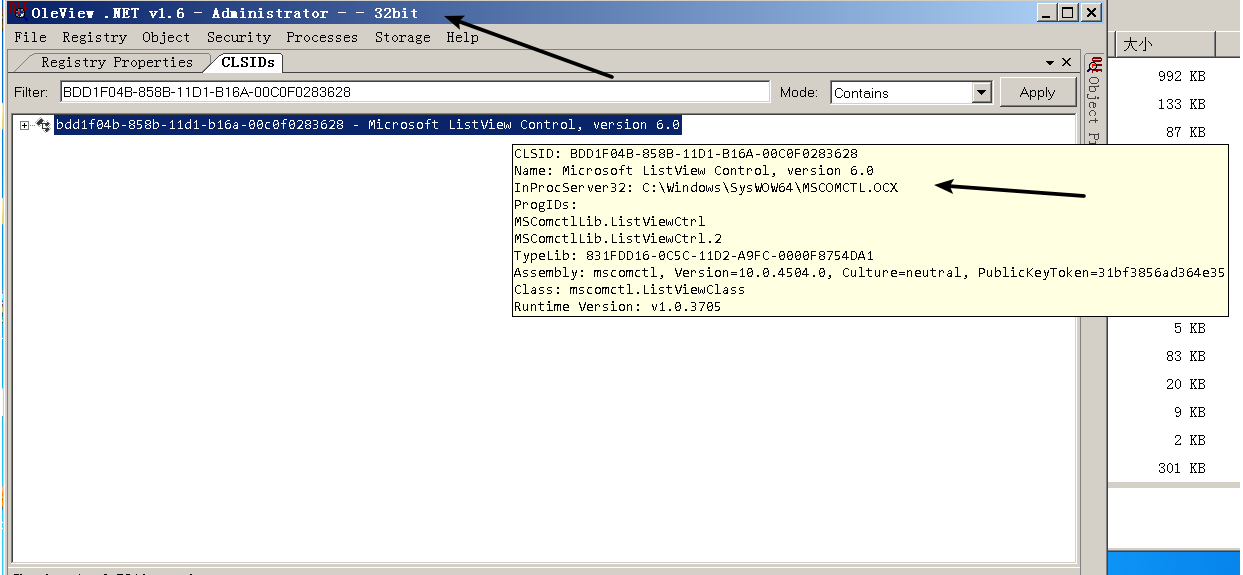 OleView .NET v1.6 - Administrator - - 32bit
File Registry Object Security Processes Storage Help
Registry Properties CLSIDs
Filter: BDD1F04B-858B-11D1-B16A-00C0F0283628 Mode: Contains Apply
bdd1f04b-858b-11d1-b16a-00c0f0283628 - Microsoft ListView Control, version 6.0
CLSID: BDD1F04B-858B-11D1-B16A-00C0F0283628
Name: Microsoft ListView Control, version 6.0
InProcServer32: C:\Windows\SysWOW64\MSCOMCTL.OCX
ProgIDs:
MSComctlLib.ListViewCtrl
MSComctlLib.ListViewCtrl.2
TypeLib: 831FDD16-0C5C-11D2-A9FC-0000F8754DA1
Assembly: mscomctl, Version=10.0.4504.0, Culture=neutral, PublicKeyToken=31bf3856ad364e35
Class: mscomctl.ListViewClass
Runtime Version: v1.0.3705
Object
大小
992 KB
133 KB
87 KB
5 KB
83 KB
20 KB
9 KB
2 KB
301 KB